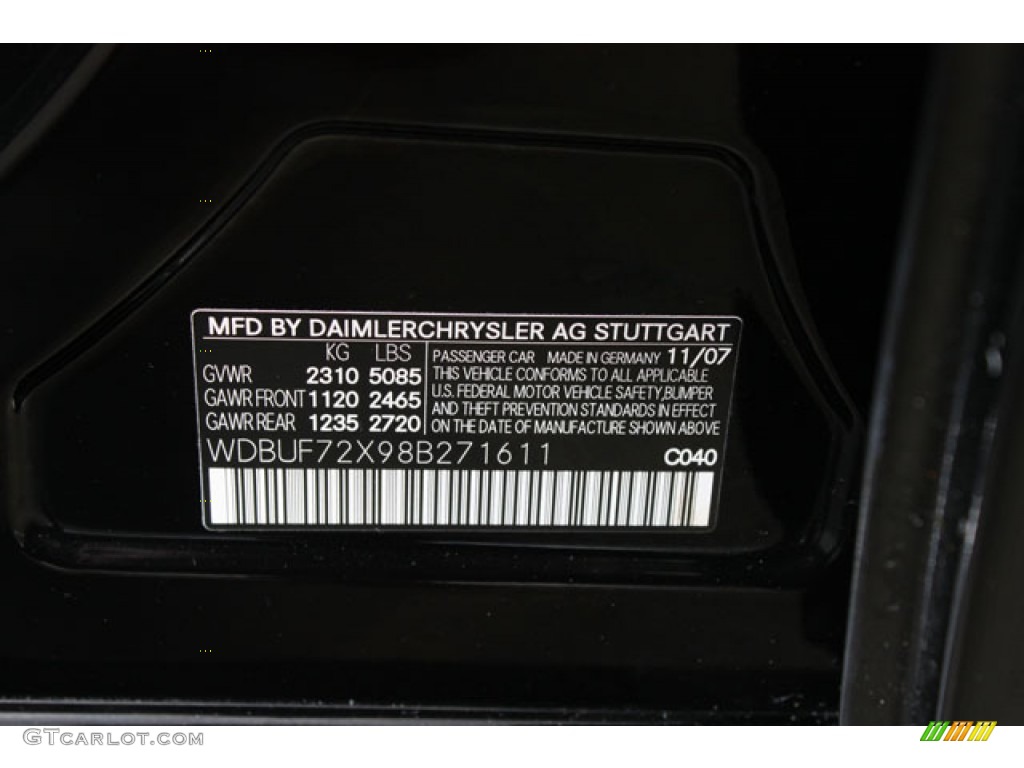 MFD BY DAIMLERCHRYSLER AG STUTTGART
KG LBS
GVWR 2310 5085
GAWR FRONT 1120 2465
GAWR REAR 1235 2720
PASSENGER CAR MADE IN GERMANY 11/07
THIS VEHICLE CONFORMS TO ALL APPLICABLE
U.S. FEDERAL MOTOR VEHICLE SAFETY,BUMPER
AND THEFT PREVENTION STANDARDS IN EFFECT
ON THE DATE OF MANUFACTURE SHOWN ABOVE
WDBUF72X98B271611 C040
GTCarlot.com